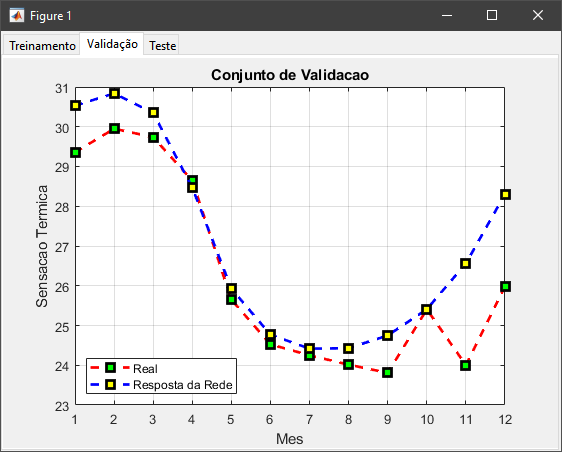 Figure 1
Treinamento Validação Teste
Conjunto de Validacao
31
30
29
28
27
26
25
24
23
Sensacao Termica
Real
Resposta da Rede
1 2 3 4 5 6 7 8 9 10 11 12
Mes